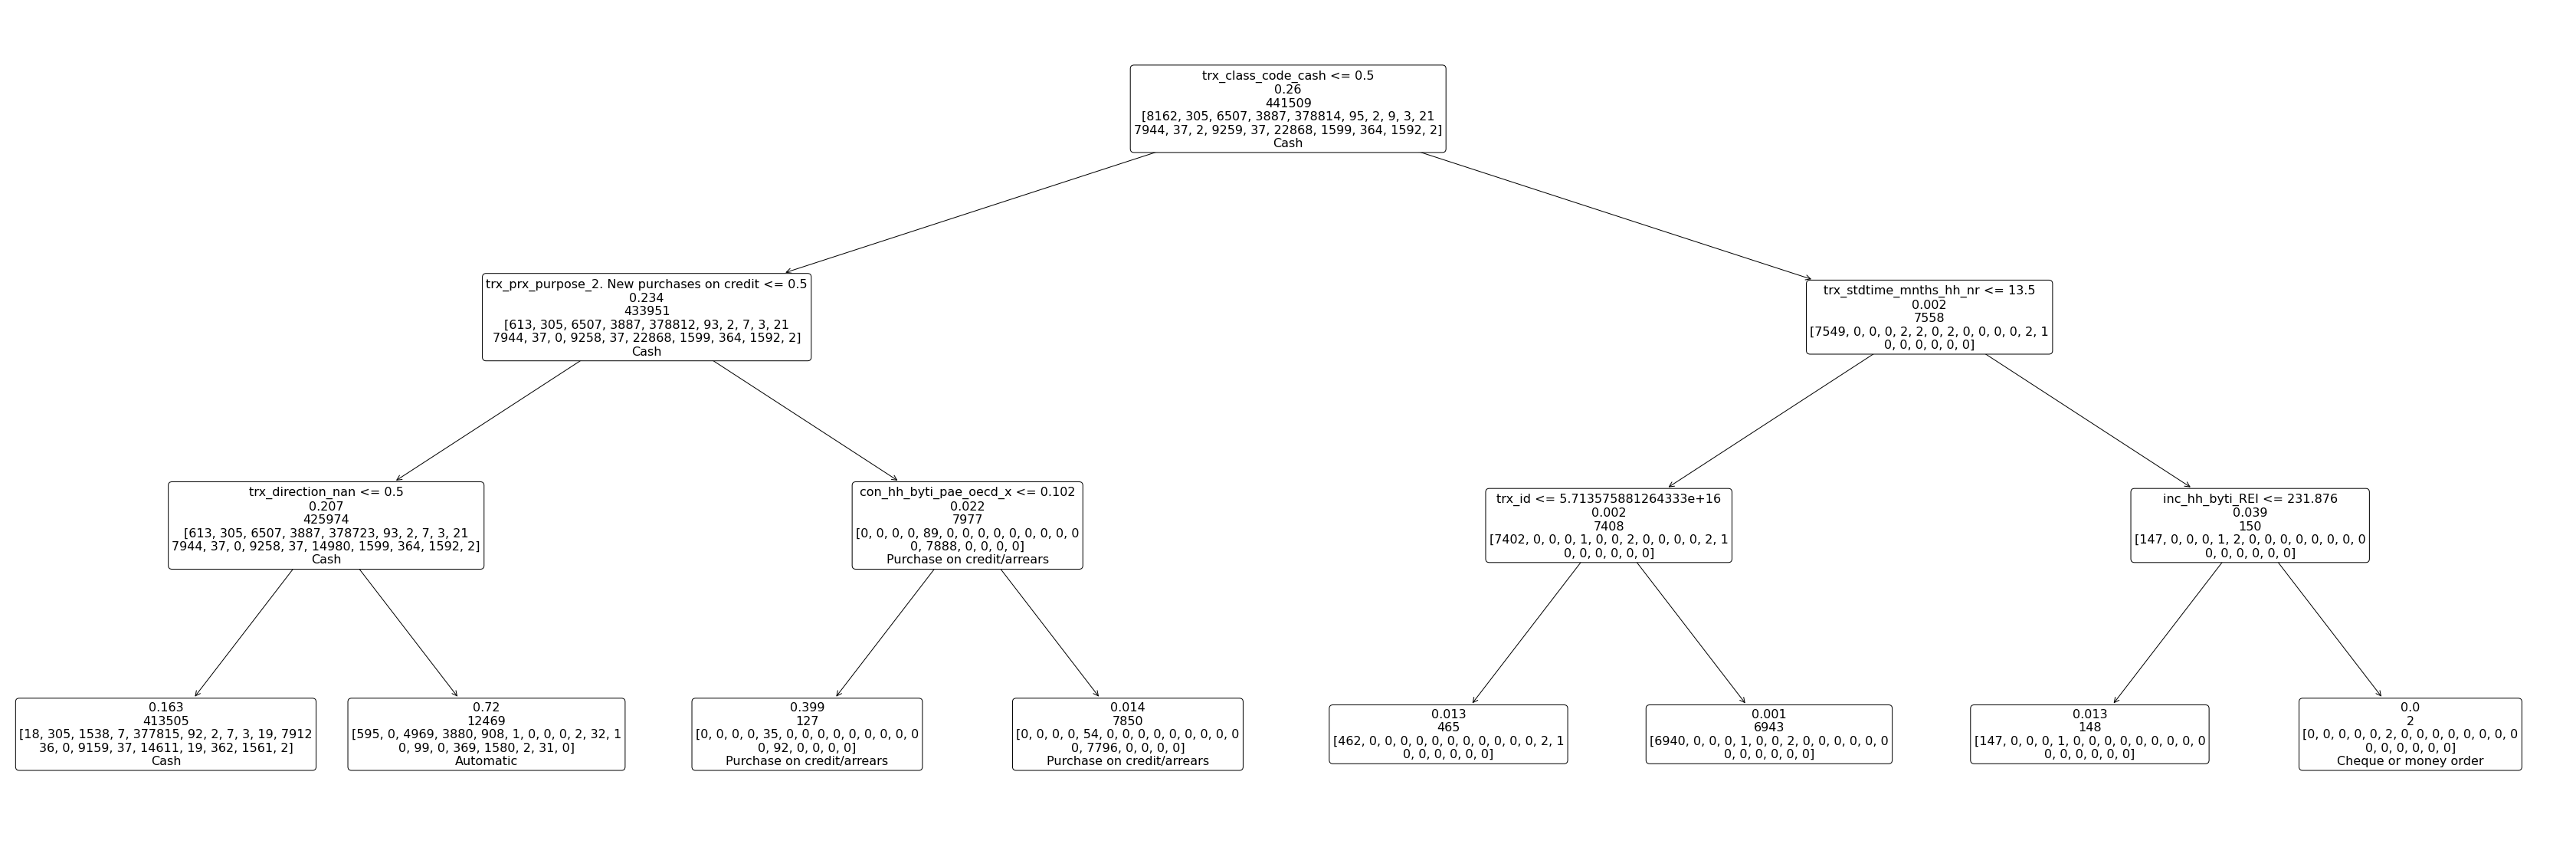 trx_class_code_cash <= 0.5
0.26
441509
[8162, 305, 6507, 3887, 378814, 95, 2, 9, 3, 21
7944, 37, 2, 9259, 37, 22868, 1599, 364, 1592, 2]
Cash
trx_prx_purpose_2. New purchases on credit <= 0.5
0.234
433951
[613, 305, 6507, 3887, 378812, 93, 2, 7, 3, 21
7944, 37, 0, 9258, 37, 22868, 1599, 364, 1592, 2]
Cash
trx_stdtime_mnths_hh_nr <= 13.5
0.002
7558
[7549, 0, 0, 0, 2, 2, 0, 2, 0, 0, 0, 0, 2, 1
0, 0, 0, 0, 0, 0]
trx_direction_nan <= 0.5
0.207
425974
[613, 305, 6507, 3887, 378723, 93, 2, 7, 3, 21
7944, 37, 0, 9258, 37, 14980, 1599, 364, 1592, 2]
Cash
con_hh_byti_pae_oecd_x <= 0.102
0.022
7977
[0, 0, 0, 0, 89, 0, 0, 0, 0, 0, 0, 0, 0, 0
0, 7888, 0, 0, 0, 0]
Purchase on credit/arrears
trx_id <= 5.713575881264333e+16
0.002
7408
[7402, 0, 0, 0, 1, 0, 0, 2, 0, 0, 0, 0, 2, 1
0, 0, 0, 0, 0, 0]
inc_hh_byti_REI <= 231.876
0.039
150
[147, 0, 0, 0, 1, 2, 0, 0, 0, 0, 0, 0, 0, 0
0, 0, 0, 0, 0, 0]
0.163
413505
[18, 305, 1538, 7, 377815, 92, 2, 7, 3, 19, 7912
36, 0, 9159, 37, 14611, 19, 362, 1561, 2]
Cash
0.72
12469
[595, 0, 4969, 3880, 908, 1, 0, 0, 0, 2, 32, 1
0, 99, 0, 369, 1580, 2, 31, 0]
Automatic
0.399
127
[0, 0, 0, 0, 35, 0, 0, 0, 0, 0, 0, 0, 0, 0
0, 92, 0, 0, 0, 0]
Purchase on credit/arrears
0.014
7850
[0, 0, 0, 0, 54, 0, 0, 0, 0, 0, 0, 0, 0, 0
0, 7796, 0, 0, 0, 0]
Purchase on credit/arrears
0.013
465
[462, 0, 0, 0, 0, 0, 0, 0, 0, 0, 0, 0, 2, 1
0, 0, 0, 0, 0, 0]
0.001
6943
[6940, 0, 0, 0, 1, 0, 0, 2, 0, 0, 0, 0, 0, 0
0, 0, 0, 0, 0, 0]
0.013
148
[147, 0, 0, 0, 1, 0, 0, 0, 0, 0, 0, 0, 0, 0
0, 0, 0, 0, 0, 0]
0.0
2
[0, 0, 0, 0, 0, 2, 0, 0, 0, 0, 0, 0, 0, 0
0, 0, 0, 0, 0, 0]
Cheque or money order